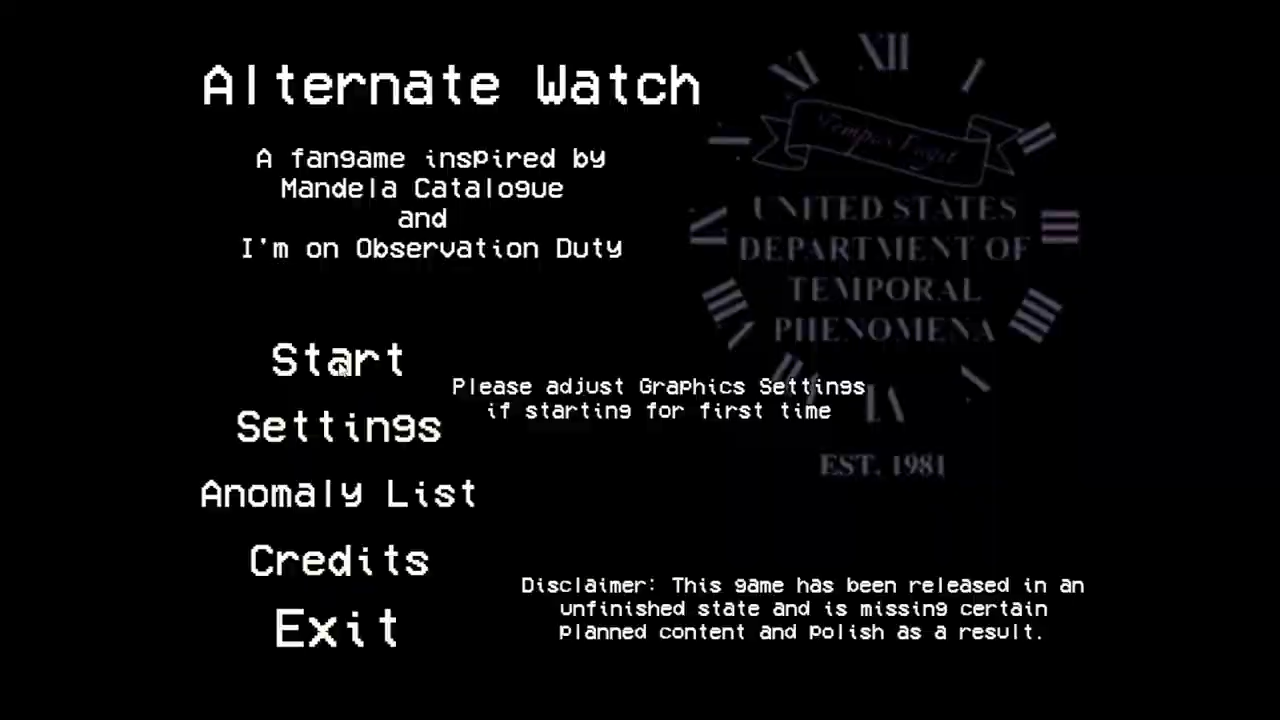 Alternate Watch
A fangame inspired by
Mandela Catalogue
and
I'm on Observation Duty
XII
Tempus Fugit
UNITED STATES
DEPARTMENT OF
TEMPORAL
PHENOMENA
EST. 1981
Start
Please adjust Graphics Settings
if starting for first time
Settings
Anomaly List
Credits
Exit
Disclaimer: This game has been released in an
unfinished state and is missing certain
planned content and polish as a result.